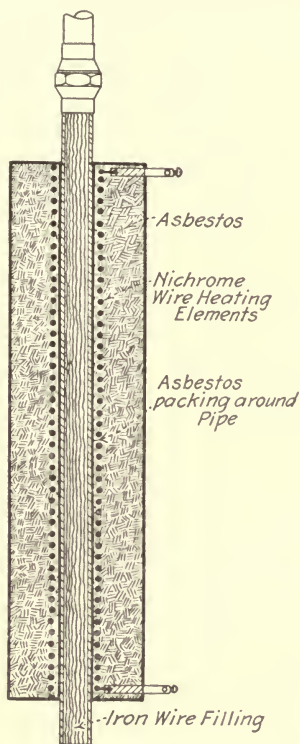 Asbestos
Nichrome
Wire Heating
Elements
Asbestos
packing around
Pipe
Iron Wire Filling